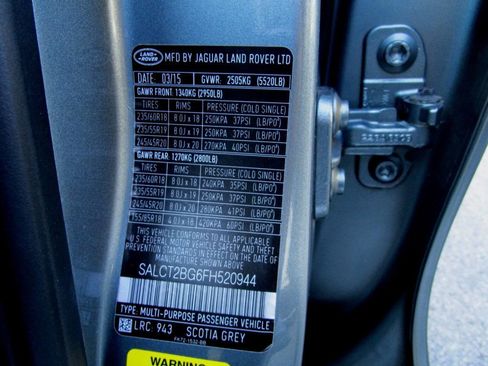 LAND ROVER
MFD BY JAGUAR LAND ROVER LTD
DATE: 03/15 GVWR: 2505KG (5520LB)
GAWR FRONT: 1340KG (2950LB)
TIRES RIMS PRESSURE (COLD SINGLE)
235/60R18 8.0J x 18 250KPA 37PSI (LB/PO²)
235/55R19 8.0J x 19 250KPA 37PSI (LB/PO²)
245/45R20 8.0J x 20 270KPA 40PSI (LB/PO²)
GAWR REAR: 1270KG (2800LB)
TIRES RIMS PRESSURE (COLD SINGLE)
235/60R18 8.0J x 18 240KPA 35PSI (LB/PO²)
235/55R19 8.0J x 19 250KPA 37PSI (LB/PO²)
245/45R20 8.0J x 20 280KPA 41PSI (LB/PO²)
T55/85R18 4.0J x 18 420KPA 60PSI (LB/PO²)
THIS VEHICLE CONFORMS TO ALL APPLICABLE
U.S. FEDERAL MOTOR VEHICLE SAFETY
STANDARDS IN EFFECT ON THE DATE OF
MANUFACTURE SHOWN ABOVE
SALCT2BG6FH520944
TYPE: MULTI-PURPOSE PASSENGER VEHICLE
LRC: 943 SCOTIA GREY
FK72-1532-BB
WARNING